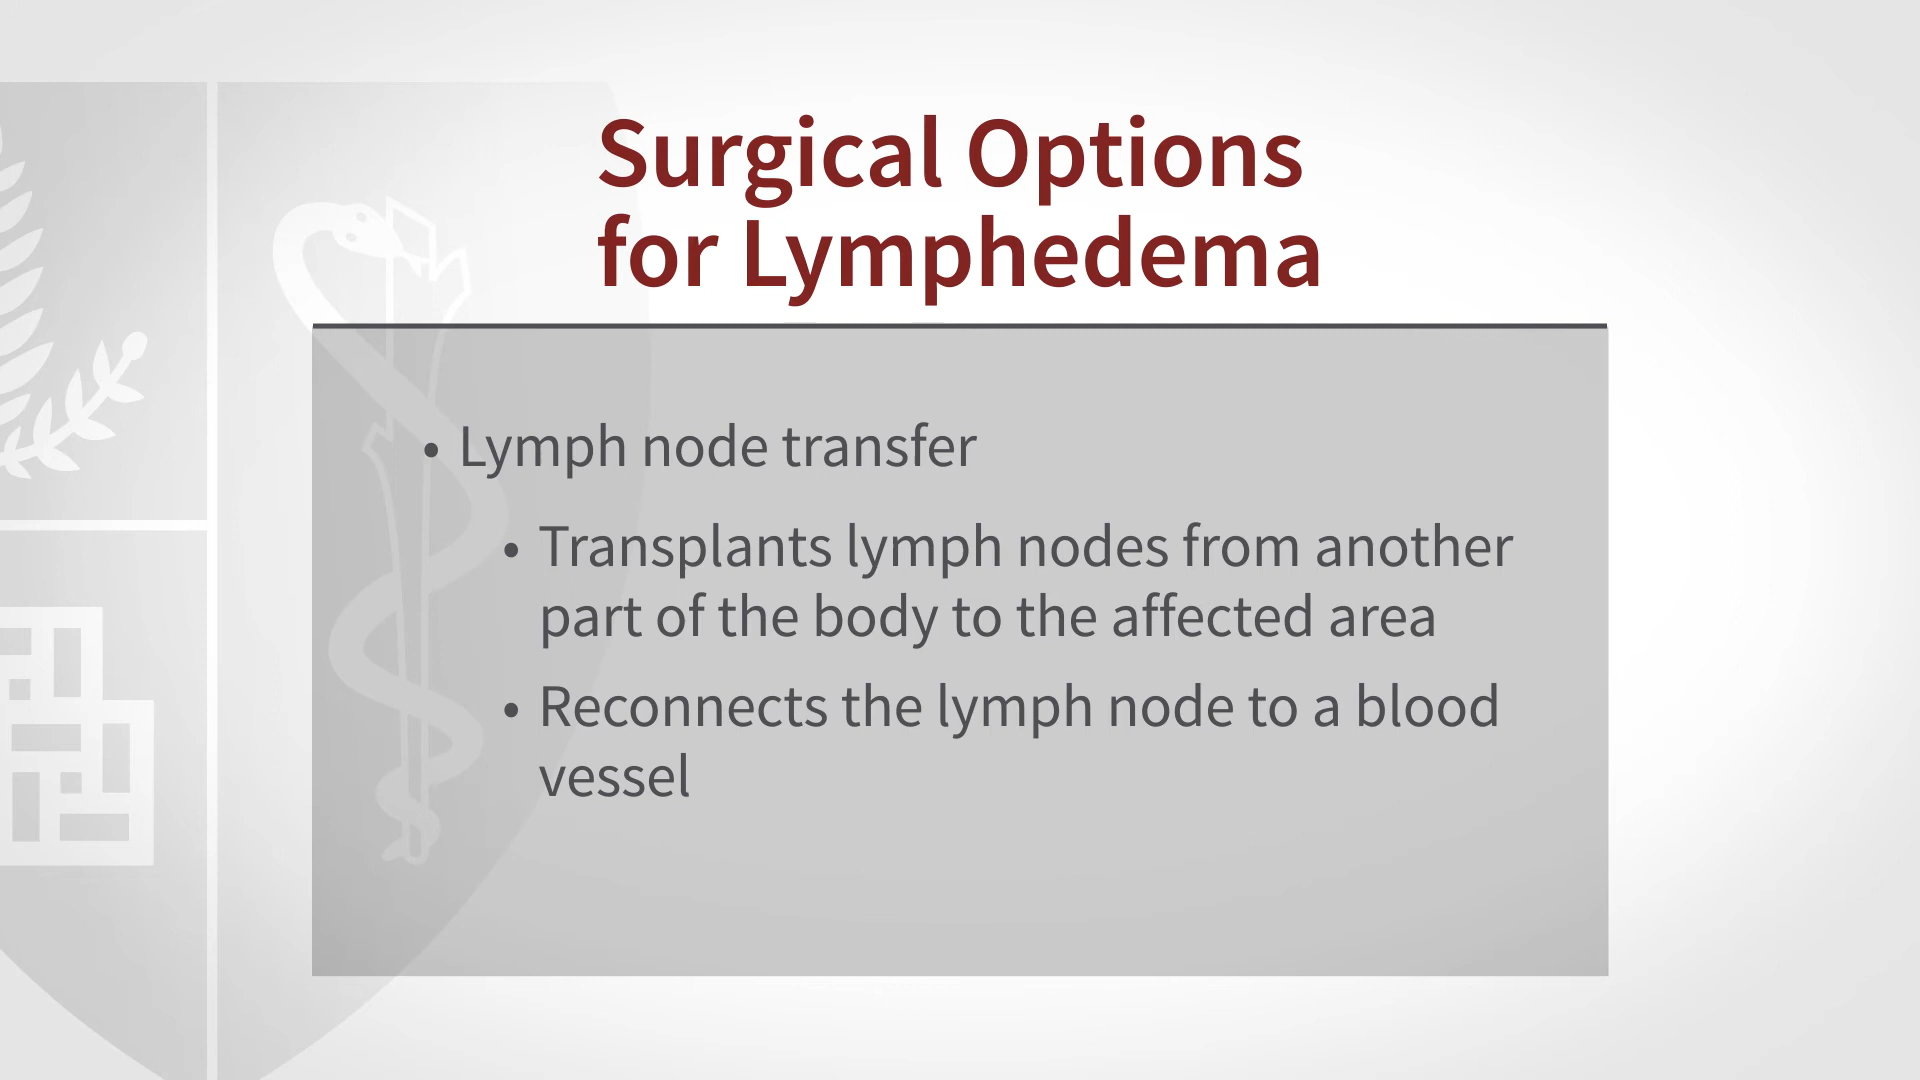 Surgical Options
for Lymphedema
• Lymph node transfer
• Transplants lymph nodes from another
part of the body to the affected area
• Reconnects the lymph node to a blood
vessel